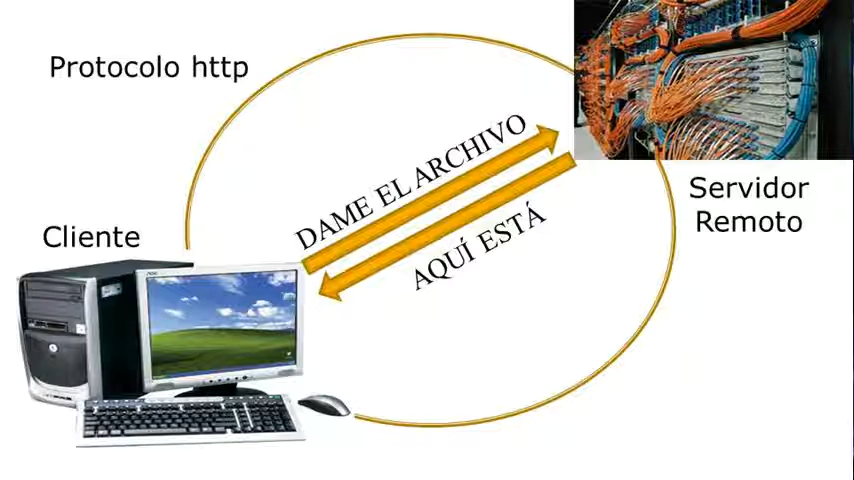 Protocolo http
DAME EL ARCHIVO
Servidor
Remoto
AQUÍ ESTÁ
Cliente